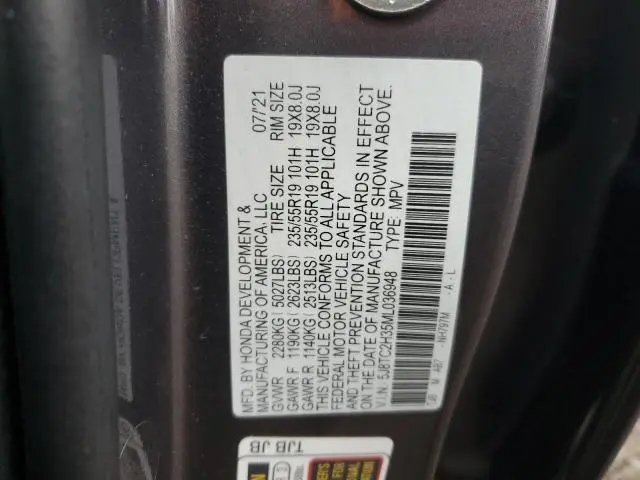 MFD. BY HONDA DEVELOPMENT &
MANUFACTURING OF AMERICA, LLC 07/'21
GVWR 2280KG( 5027LBS) TIRE SIZE RIM SIZE
GAWR F 1190KG( 2623LBS) 235/55R19 101H 19X8.0J
GAWR R 1140KG( 2513LBS) 235/55R19 101H 19X8.0J
THIS VEHICLE CONFORMS TO ALL APPLICABLE
FEDERAL MOTOR VEHICLE SAFETY
AND THEFT PREVENTION STANDARDS IN EFFECT
ON THE DATE OF MANUFACTURE SHOWN ABOVE.
V.I.N: 5J8TC2H35ML036948 TYPE: MPV
TJB M AB7 -NH797M -A-L
TJB JB